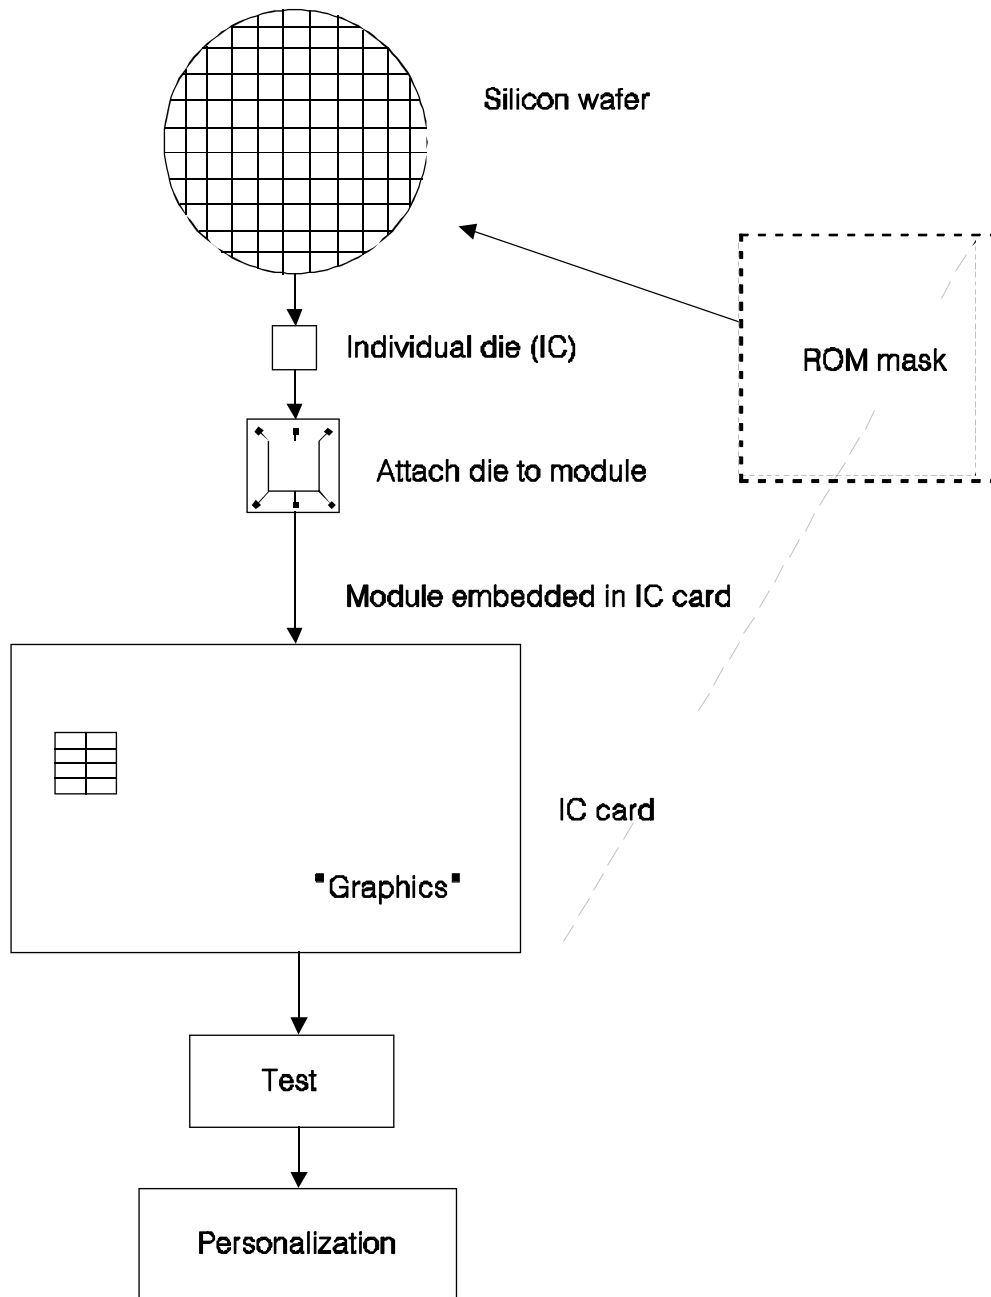 Silicon wafer
Individual die (IC)
ROM mask
Attach die to module
Module embedded in IC card
IC card
"Graphics"
Test
Personalization